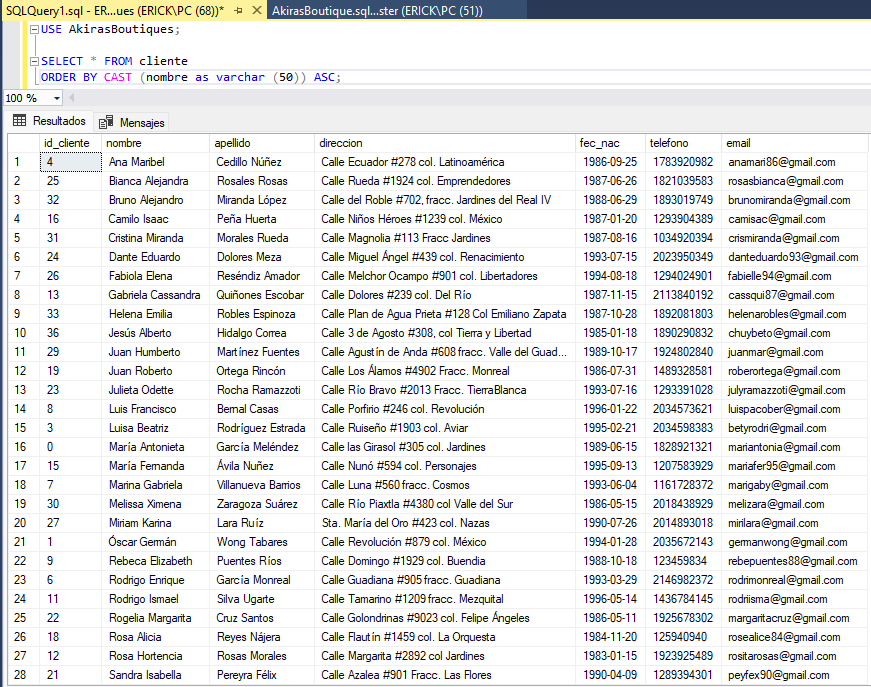 SQLQuery1.sql - ER...ues (ERICK\PC (68))* AkirasBoutique.sql...ster (ERICK\PC (51))
USE AkirasBoutiques;
SELECT * FROM cliente
ORDER BY CAST (nombre as varchar (50)) ASC;
100 %
Resultados Mensajes
id_cliente nombre apellido direccion fec_nac telefono email
1 4 Ana Maribel Cedillo Núñez Calle Ecuador #278 col. Latinoamérica 1986-09-25 1783920982 anamari86@gmail.com
2 25 Bianca Alejandra Rosales Rosas Calle Rueda #1924 col. Emprendedores 1987-06-26 1821039583 rosasbianca@gmail.com
3 32 Bruno Alejandro Miranda López Calle del Roble #702, fracc. Jardines del Real IV 1988-06-29 1893019749 brunomiranda@gmail.com
4 16 Camilo Isaac Peña Huerta Calle Niños Héroes #1239 col. México 1987-01-20 1293904389 camisac@gmail.com
5 31 Cristina Miranda Morales Rueda Calle Magnolia #113 Fracc Jardines 1987-08-16 1034920394 crismiranda@gmail.com
6 24 Dante Eduardo Dolores Meza Calle Miguel Ángel #439 col. Renacimiento 1993-07-15 2023950349 danteduardo93@gmail.com
7 26 Fabiola Elena Reséndiz Amador Calle Melchor Ocampo #901 col. Libertadores 1994-08-18 1294024901 fabielle94@gmail.com
8 13 Gabriela Cassandra Quiñones Escobar Calle Dolores #239 col. Del Río 1987-11-15 2113840192 cassqui87@gmail.com
9 33 Helena Emilia Robles Espinoza Calle Plan de Agua Prieta #128 Col Emiliano Zapata 1987-10-28 1892081803 helenarobles@gmail.com
10 36 Jesús Alberto Hidalgo Correa Calle 3 de Agosto #308, col Tierra y Libertad 1985-01-18 1890290832 chuybeto@gmail.com
11 29 Juan Humberto Martínez Fuentes Calle Agustín de Anda #608 fracc. Valle del Guad... 1989-10-17 1924802840 juanmar@gmail.com
12 19 Juan Roberto Ortega Rincón Calle Los Álamos #4902 Fracc. Monreal 1986-07-31 1489328581 roberortega@gmail.com
13 23 Julieta Odette Rocha Ramazzoti Calle Río Bravo #2013 Fracc. TierraBlanca 1993-07-16 1293391028 julyramazzoti@gmail.com
14 8 Luis Francisco Bernal Casas Calle Porfirio #246 col. Revolución 1996-01-22 2034573621 luispacober@gmail.com
15 3 Luisa Beatriz Rodríguez Estrada Calle Ruiseño #1903 col. Aviar 1995-02-21 2034598383 betyrodri@gmail.com
16 0 María Antonieta García Meléndez Calle las Girasol #305 col. Jardines 1989-06-15 1828921321 mariantonia@gmail.com
17 15 María Fernanda Ávila Nuñez Calle Nunó #594 col. Personajes 1995-09-13 1207583929 mariafer95@gmail.com
18 7 Marina Gabriela Villanueva Barrios Calle Luna #560 fracc. Cosmos 1993-06-04 1161728372 marigaby@gmail.com
19 30 Melissa Ximena Zaragoza Suárez Calle Río Piaxtla #4380 col Valle del Sur 1986-05-15 2018438929 melizara@gmail.com
20 27 Miriam Karina Lara Ruíz Sta. María del Oro #423 col. Nazas 1990-07-26 2014893018 mirilara@gmail.com
21 1 Óscar Germán Wong Tabares Calle Revolución #879 col. México 1994-01-28 2035672143 germanwong@gmail.com
22 9 Rebeca Elizabeth Puentes Ríos Calle Domingo #1929 col. Buendia 1988-10-18 123459834 rebepuentes88@gmail.com
23 6 Rodrigo Enrique García Monreal Calle Guadiana #905 fracc. Guadiana 1993-03-29 2146982372 rodrimonreal@gmail.com
24 11 Rodrigo Ismael Silva Ugarte Calle Tamarino #1209 fracc. Mezquital 1996-05-14 1436784145 rodriisma@gmail.com
25 22 Rogelia Margarita Cruz Santos Calle Golondrinas #9023 col. Felipe Ángeles 1986-05-11 1925678302 margaritacruz@gmail.com
26 18 Rosa Alicia Reyes Nájera Calle Flautín #1459 col. La Orquesta 1984-11-20 125940940 rosealice84@gmail.com
27 12 Rosa Hortencia Rosas Morales Calle Margarita #2892 col Jardines 1983-01-15 1923925489 rositarosas@gmail.com
28 21 Sandra Isabella Pereyra Félix Calle Azalea #901 Fracc. Las Flores 1990-04-09 1289394301 peyfex90@gmail.com